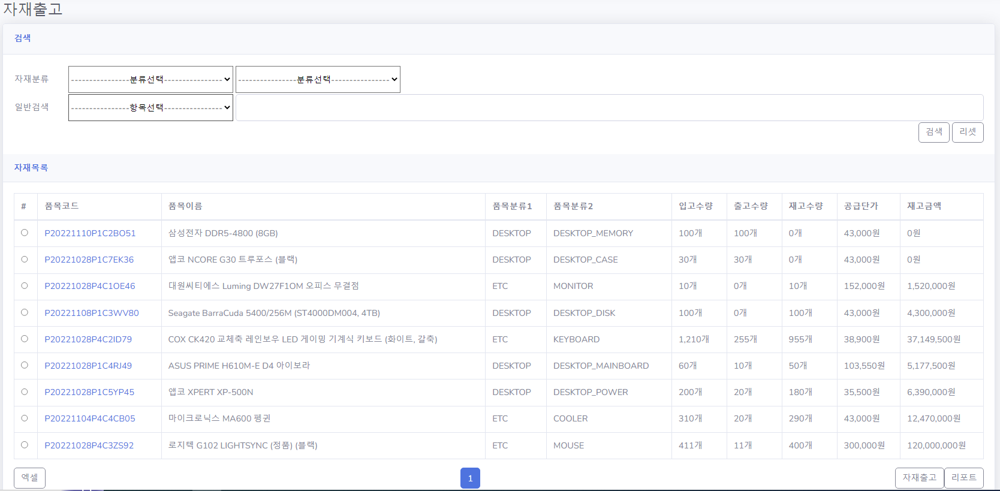 자재출고
검색
자재분류 ----------------분류선택---------------- ----------------분류선택----------------
일반검색 ----------------항목선택----------------
검색 리셋
자재목록
# 품목코드 품목이름 품목분류1 품목분류2 입고수량 출고수량 재고수량 공급단가 재고금액
P20221110P1C2BO51 삼성전자 DDR5-4800 (8GB) DESKTOP DESKTOP_MEMORY 100개 100개 0개 43,000원 0원
P20221028P1C7EK36 앱코 NCORE G30 트루포스 (블랙) DESKTOP DESKTOP_CASE 30개 30개 0개 43,000원 0원
P20221028P4C1OE46 대원씨티에스 Luming DW27F1OM 오피스 무결점 ETC MONITOR 10개 0개 10개 152,000원 1,520,000원
P20221108P1C3WV80 Seagate BarraCuda 5400/256M (ST4000DM004, 4TB) DESKTOP DESKTOP_DISK 100개 0개 100개 43,000원 4,300,000원
P20221028P4C2ID79 COX CK420 교체축 레인보우 LED 게이밍 기계식 키보드 (화이트, 갈축) ETC KEYBOARD 1,210개 255개 955개 38,900원 37,149,500원
P20221028P1C4RJ49 ASUS PRIME H610M-E D4 아이보라 DESKTOP DESKTOP_MAINBOARD 60개 10개 50개 103,550원 5,177,500원
P20221028P1C5YP45 앱코 XPERT XP-500N DESKTOP DESKTOP_POWER 200개 20개 180개 35,500원 6,390,000원
P20221104P4C4CB05 마이크로닉스 MA600 펭귄 ETC COOLER 310개 20개 290개 43,000원 12,470,000원
P20221028P4C3ZS92 로지텍 G102 LIGHTSYNC (정품) (블랙) ETC MOUSE 411개 11개 400개 300,000원 120,000,000원
엑셀 1 자재출고 리포트